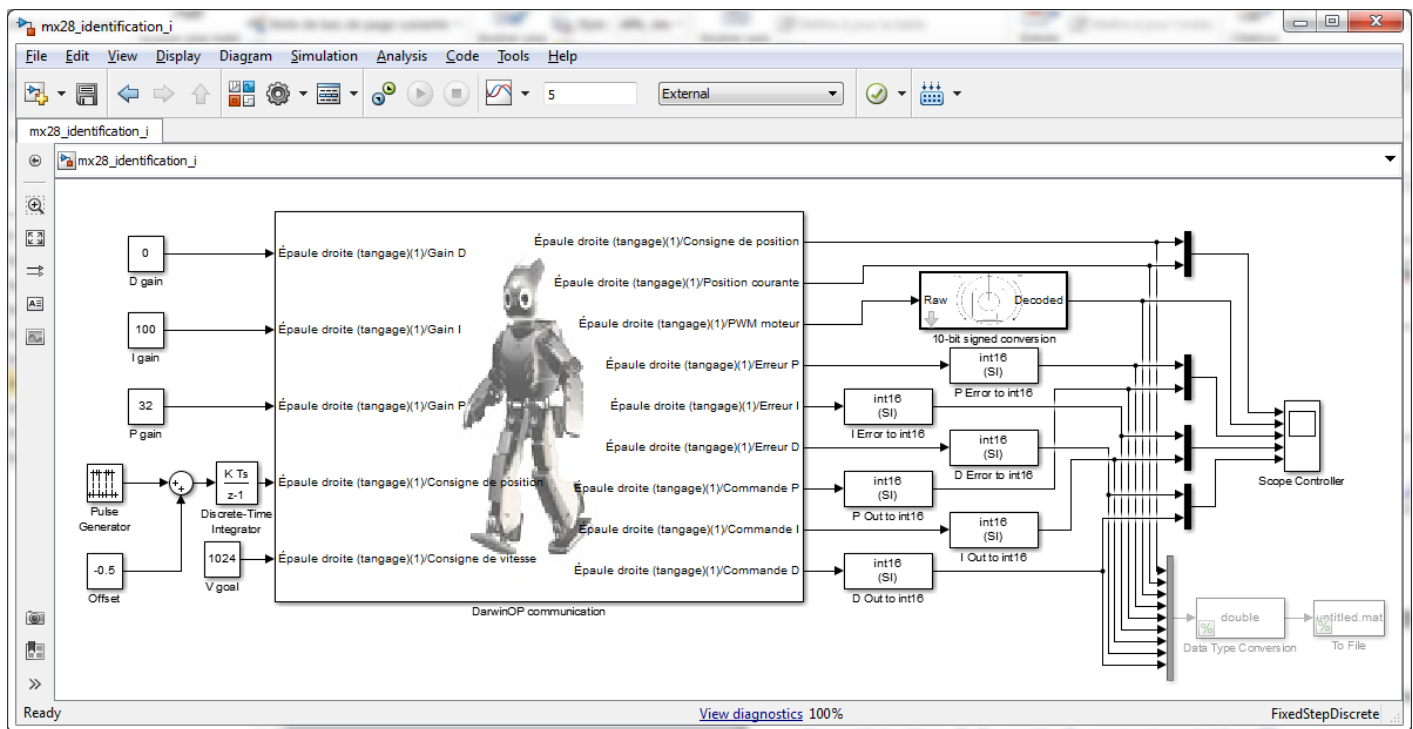 mx28_identification_i
File Edit View Display Diagram Simulation Analysis Code Tools Help
5 External
mx28_identification_i
mx28_identification_i
0
D gain
100
I gain
32
P gain
Pulse
Generator
-0.5
Offset
K Ts
z-1
Discrete-Time
Integrator
1024
V goal
Épaule droite (tangage)(1)/Gain D
Épaule droite (tangage)(1)/Gain I
Épaule droite (tangage)(1)/Gain P
Épaule droite (tangage)(1)/Consigne de position
Épaule droite (tangage)(1)/Consigne de vitesse
Épaule droite (tangage)(1)/Consigne de position
Épaule droite (tangage)(1)/Position courante
Épaule droite (tangage)(1)/PWM moteur
Épaule droite (tangage)(1)/Erreur P
Épaule droite (tangage)(1)/Erreur I
Épaule droite (tangage)(1)/Erreur D
Épaule droite (tangage)(1)/Commande P
Épaule droite (tangage)(1)/Commande I
Épaule droite (tangage)(1)/Commande D
DarwinOP communication
Raw Decoded
10-bit signed conversion
int16
(SI)
P Error to int16
int16
(SI)
I Error to int16
int16
(SI)
D Error to int16
int16
(SI)
P Out to int16
int16
(SI)
I Out to int16
int16
(SI)
D Out to int16
Scope Controller
double
Data Type Conversion
untitled.mat
To File
Ready View diagnostics 100% FixedStepDiscrete